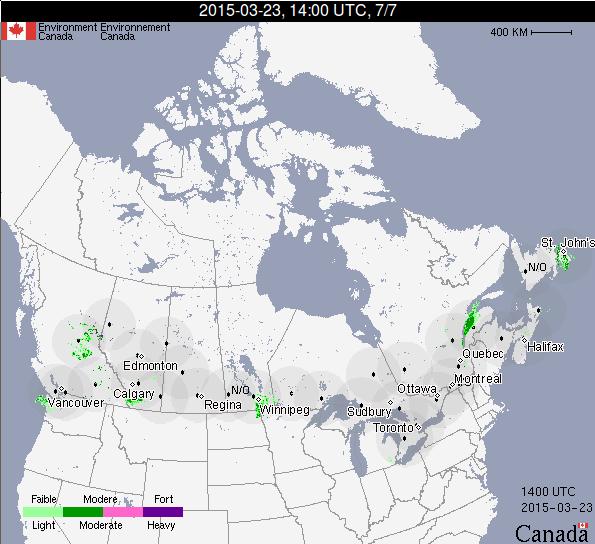 2015-03-23, 14:00 UTC, 7/7
Environment Environnement
Canada Canada
400 KM
St. John's
N/O
Halifax
Quebec
Montreal
Edmonton
Ottawa
Calgary
N/O
Vancouver
Regina
Winnipeg
Sudbury
Toronto
Faible Modere Fort
Light Moderate Heavy
1400 UTC
2015-03-23
Canada